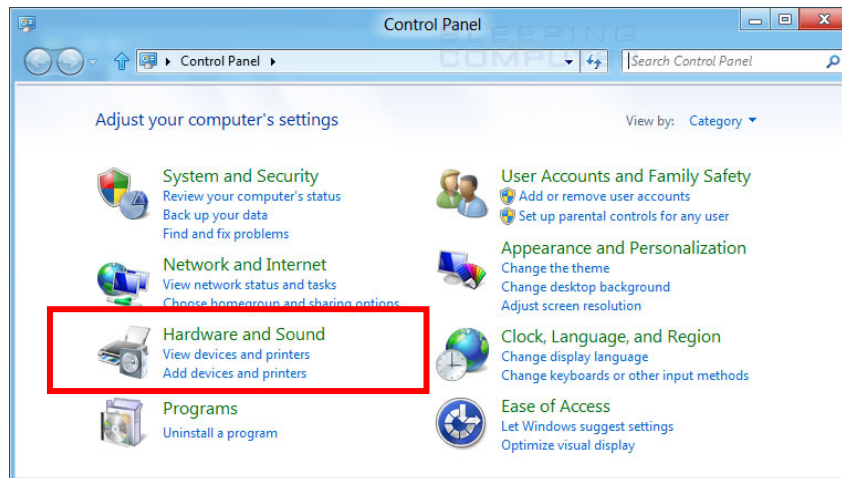 Control Panel
BLEEPING
COMPUTER
Control Panel
Search Control Panel
Adjust your computer's settings
View by: Category
System and Security
Review your computer's status
Back up your data
Find and fix problems
Network and Internet
View network status and tasks
Choose homegroup and sharing options
Hardware and Sound
View devices and printers
Add devices and printers
Programs
Uninstall a program
User Accounts and Family Safety
Add or remove user accounts
Set up parental controls for any user
Appearance and Personalization
Change the theme
Change desktop background
Adjust screen resolution
Clock, Language, and Region
Change display language
Change keyboards or other input methods
Ease of Access
Let Windows suggest settings
Optimize visual display